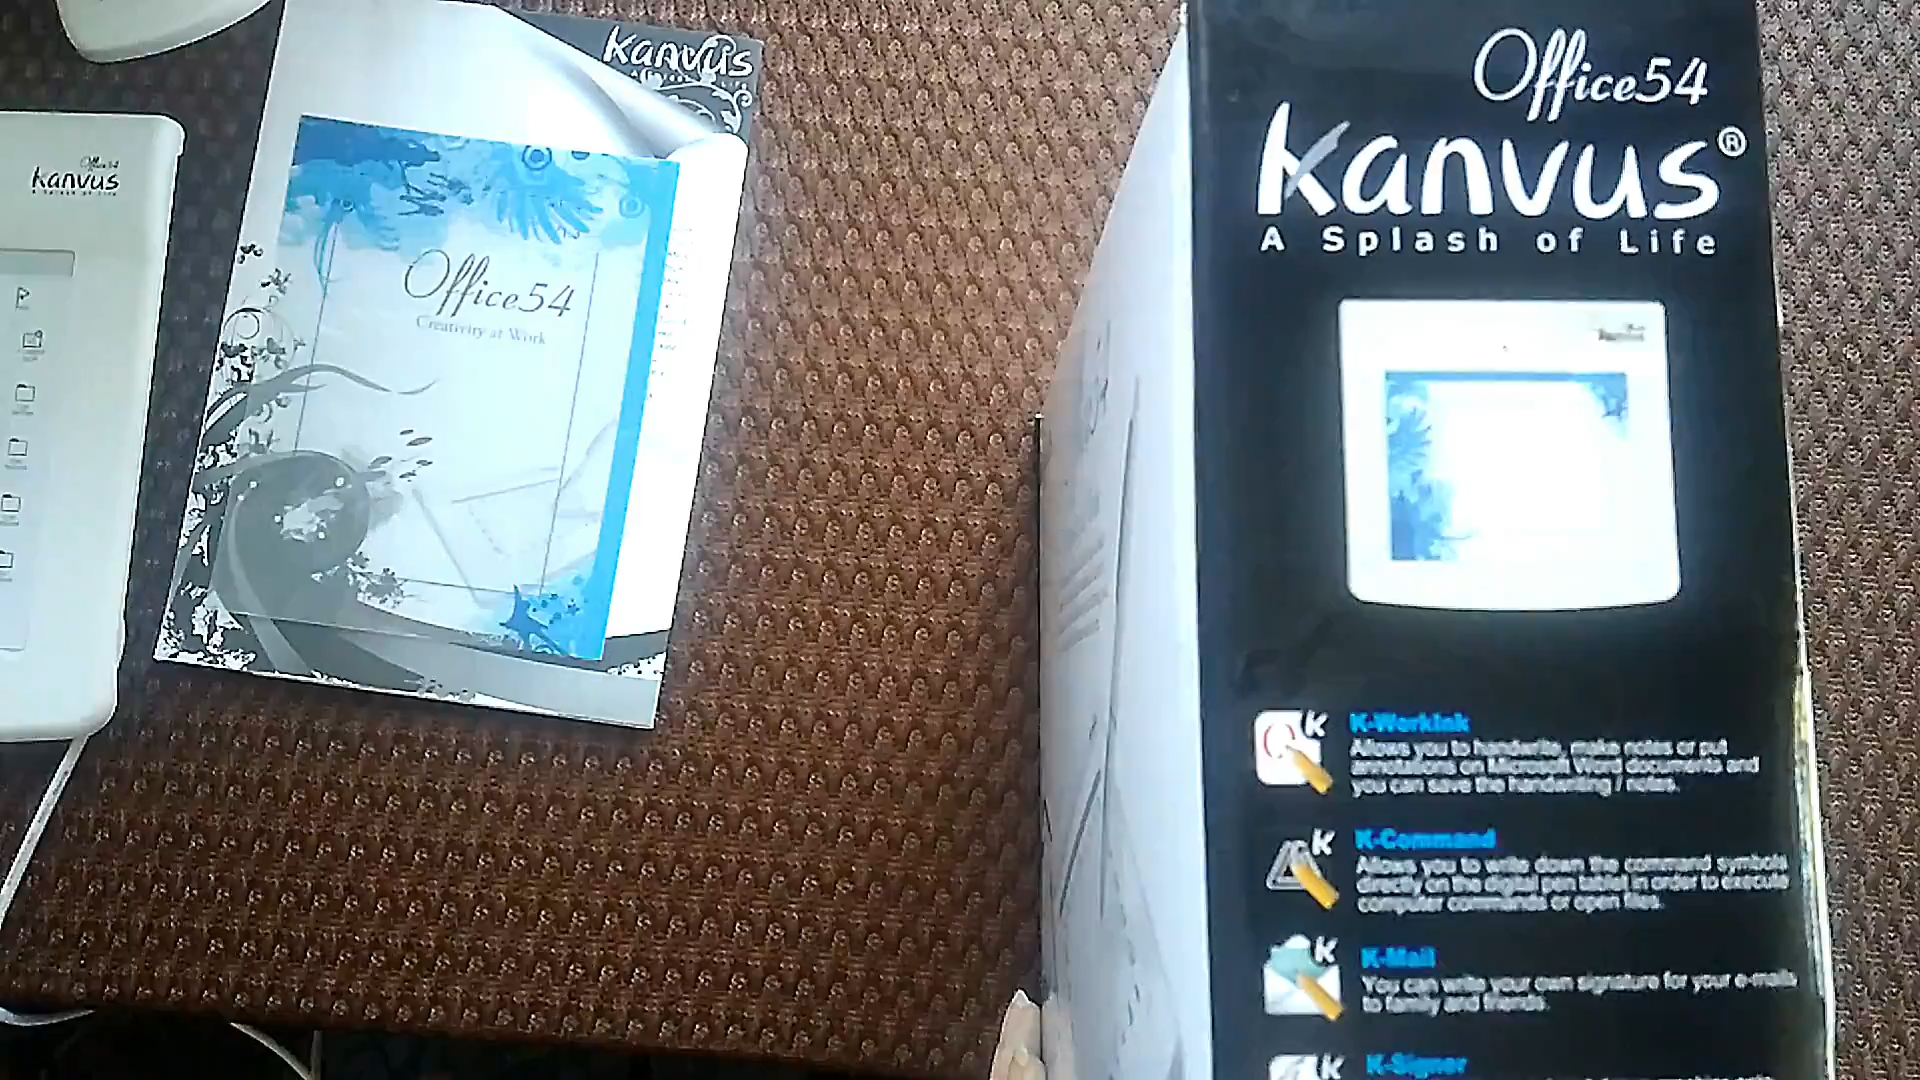 Kanvus
Office54
Kanvus
Office54
Creativity at Work
Office54
Kanvus®
A Splash of Life
K-WorkInk
Allows you to handwrite, make notes or put
annotations on Microsoft Word documents and
you can save the handwriting / notes.
K-Command
Allows you to write down the command symbols
directly on the digital pen tablet in order to execute
computer commands or open files.
K-Mail
You can write your own signature for your e-mails
to family and friends.
K-Signer